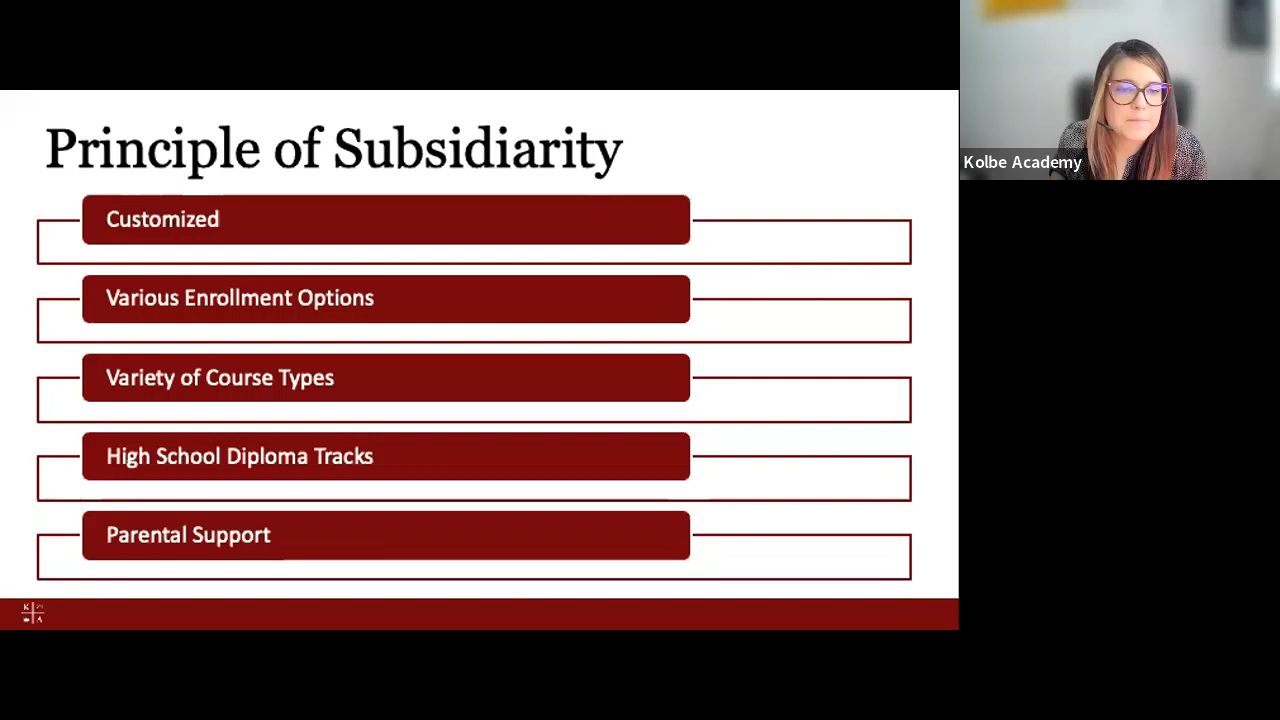 Principle of Subsidiarity
Customized
Various Enrollment Options
Variety of Course Types
High School Diploma Tracks
Parental Support
K
A
Kolbe Academy